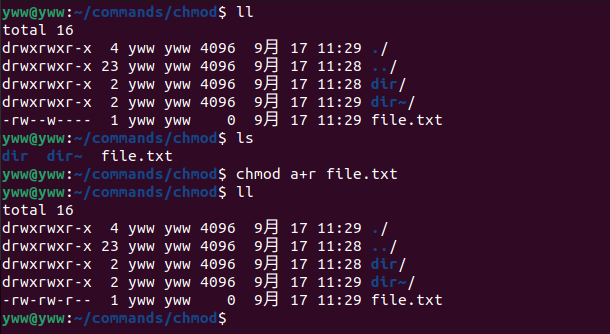 yww@yww:~/commands/chmod$ ll
total 16
drwxrwxr-x  4 yww yww 4096  9月 17 11:29 ./
drwxrwxr-x 23 yww yww 4096  9月 17 11:28 ../
drwxrwxr-x  2 yww yww 4096  9月 17 11:28 dir/
drwxrwxr-x  2 yww yww 4096  9月 17 11:29 dir~/
-rw--w----  1 yww yww    0  9月 17 11:29 file.txt
yww@yww:~/commands/chmod$ ls
dir  dir~  file.txt
yww@yww:~/commands/chmod$ chmod a+r file.txt
yww@yww:~/commands/chmod$ ll
total 16
drwxrwxr-x  4 yww yww 4096  9月 17 11:29 ./
drwxrwxr-x 23 yww yww 4096  9月 17 11:28 ../
drwxrwxr-x  2 yww yww 4096  9月 17 11:28 dir/
drwxrwxr-x  2 yww yww 4096  9月 17 11:29 dir~/
-rw-rw-r--  1 yww yww    0  9月 17 11:29 file.txt
yww@yww:~/commands/chmod$